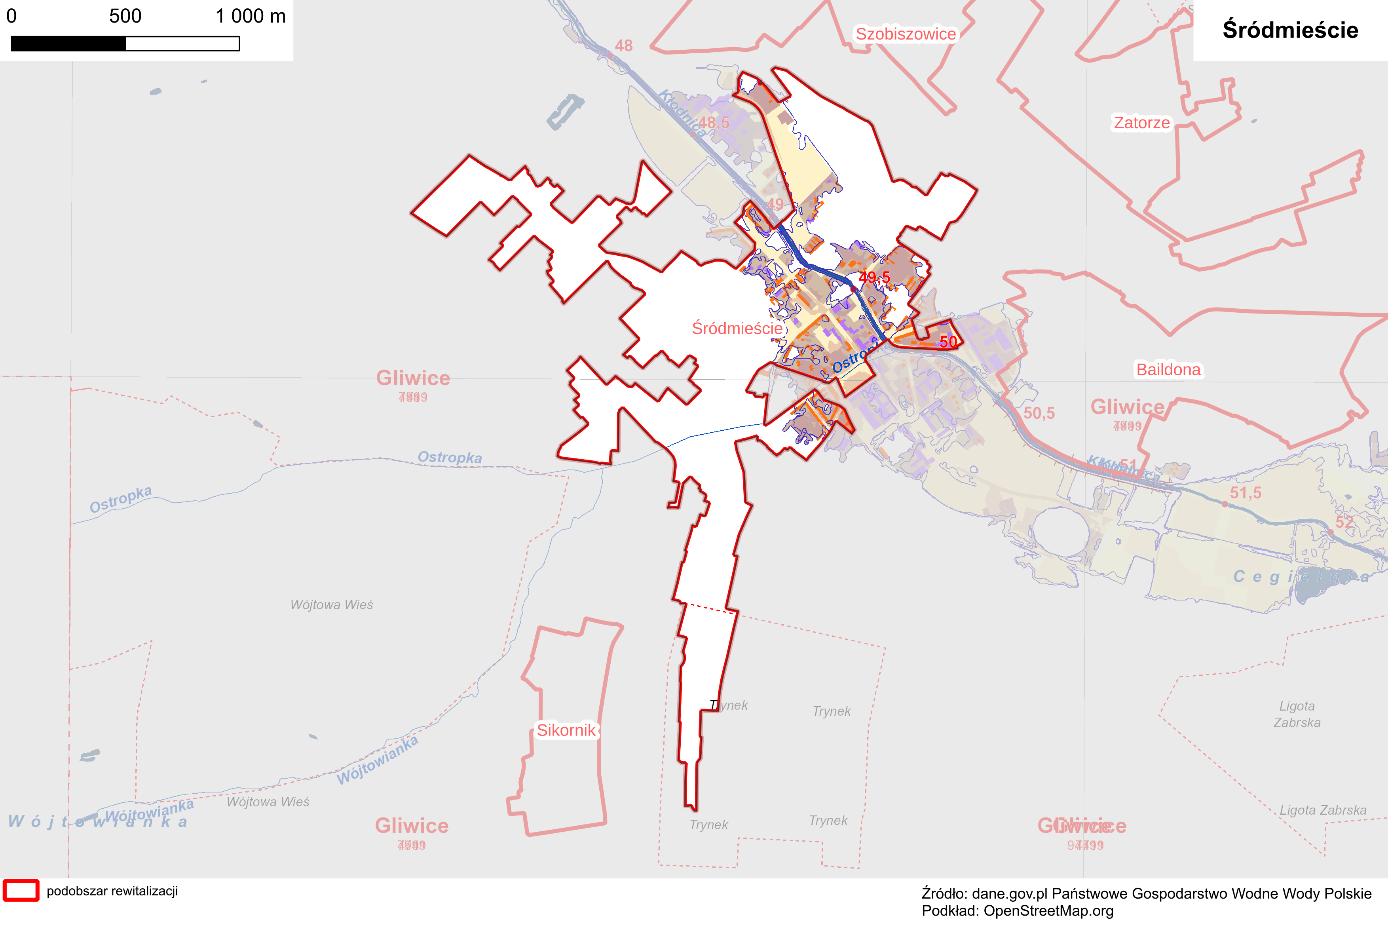 0 500 1 000 m
Śródmieście
Szobiszowice
48
Kłodnica
48,5
Zatorze
49
49,5
Śródmieście
50
Ostropka
Baildona
Gliwice
Gliwice
50,5
Ostropka
51
Ostropka
51,5
52
Wójtowa Wieś
Sikornik
Trynek
Trynek
Ligota
Zabrska
Wójtowianka
Wójtowa Wieś
Wójtowianka
Wójtowianka
Ligota Zabrska
Gliwice
Trynek
Trynek
Gliwice
podobszar rewitalizacji
Źródło: dane.gov.pl Państwowe Gospodarstwo Wodne Wody Polskie
Podkład: OpenStreetMap.org